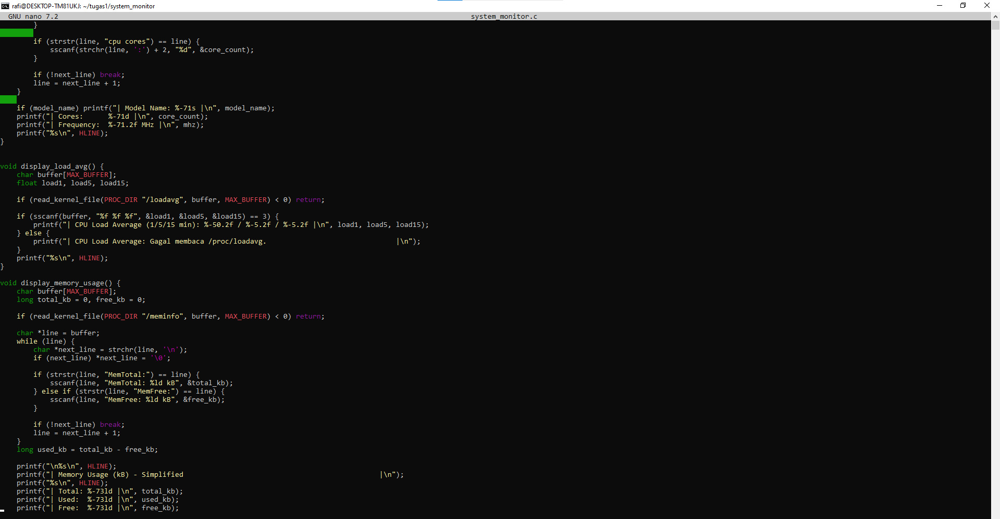 rafi@DESKTOP-TM81UKJ: ~/tugas1/system_monitor
GNU nano 7.2 system_monitor.c
        }

        if (strstr(line, "cpu cores") == line) {
            sscanf(strchr(line, ':') + 2, "%d", &core_count);
        }

        if (!next_line) break;
        line = next_line + 1;
    }

    if (model_name) printf("| Model Name: %-71s |\n", model_name);
    printf("| Cores:      %-71d |\n", core_count);
    printf("| Frequency:  %-71.2f MHz |\n", mhz);
    printf("%s\n", HLINE);
}


void display_load_avg() {
    char buffer[MAX_BUFFER];
    float load1, load5, load15;

    if (read_kernel_file(PROC_DIR "/loadavg", buffer, MAX_BUFFER) < 0) return;

    if (sscanf(buffer, "%f %f %f", &load1, &load5, &load15) == 3) {
        printf("| CPU Load Average (1/5/15 min): %-50.2f / %-5.2f / %-5.2f |\n", load1, load5, load15);
    } else {
        printf("| CPU Load Average: Gagal membaca /proc/loadavg.                               |\n");
    }
    printf("%s\n", HLINE);
}

void display_memory_usage() {
    char buffer[MAX_BUFFER];
    long total_kb = 0, free_kb = 0;

    if (read_kernel_file(PROC_DIR "/meminfo", buffer, MAX_BUFFER) < 0) return;

    char *line = buffer;
    while (line) {
        char *next_line = strchr(line, '\n');
        if (next_line) *next_line = '\0';

        if (strstr(line, "MemTotal:") == line) {
            sscanf(line, "MemTotal: %ld kB", &total_kb);
        } else if (strstr(line, "MemFree:") == line) {
            sscanf(line, "MemFree: %ld kB", &free_kb);
        }

        if (!next_line) break;
        line = next_line + 1;
    }
    long used_kb = total_kb - free_kb;

    printf("\n%s\n", HLINE);
    printf("| Memory Usage (kB) - Simplified                                               |\n");
    printf("%s\n", HLINE);
    printf("| Total: %-73ld |\n", total_kb);
    printf("| Used:  %-73ld |\n", used_kb);
    printf("| Free:  %-73ld |\n", free_kb);